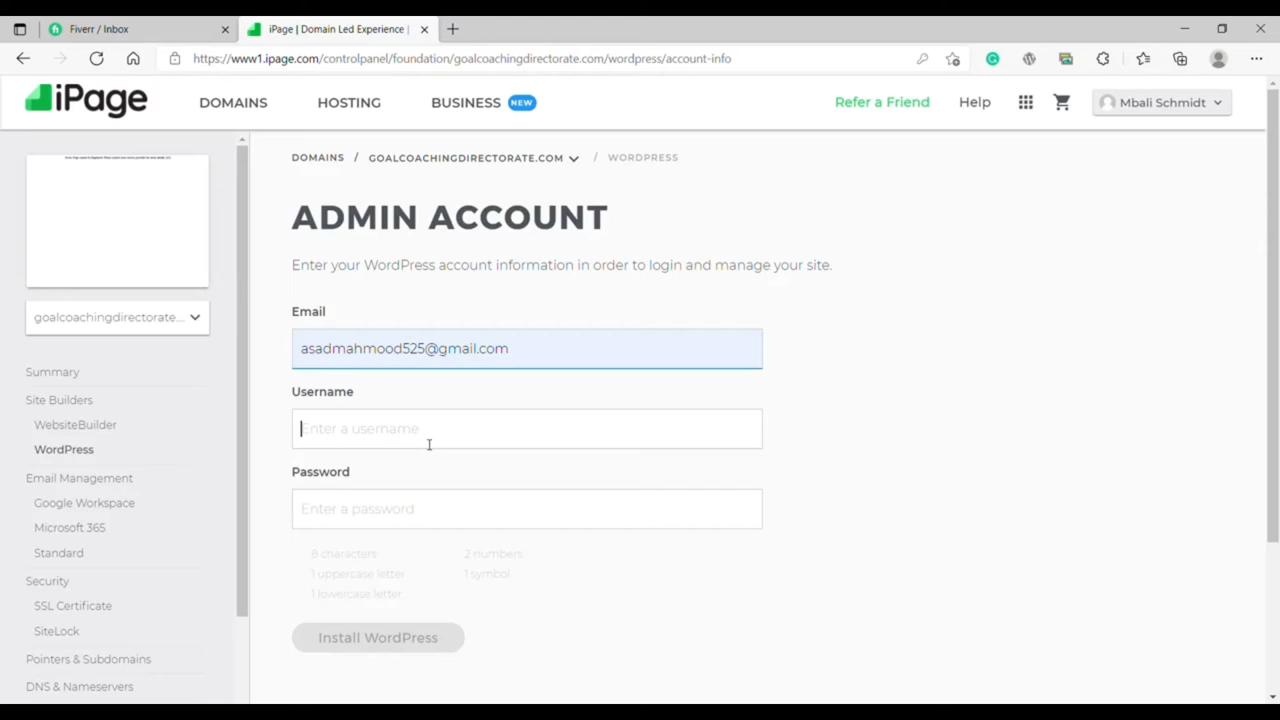 Fiverr / Inbox
iPage | Domain Led Experience |
https://www1.ipage.com/controlpanel/foundation/goalcoachingdirectorate.com/wordpress/account-info
iPage
DOMAINS
HOSTING
BUSINESS NEW
Refer a Friend
Help
Mbali Schmidt
goalcoachingdirectorate....
Summary
Site Builders
WebsiteBuilder
WordPress
Email Management
Google Workspace
Microsoft 365
Standard
Security
SSL Certificate
SiteLock
Pointers & Subdomains
DNS & Nameservers
DOMAINS / GOALCOACHINGDIRECTORATE.COM / WORDPRESS
ADMIN ACCOUNT
Enter your WordPress account information in order to login and manage your site.
Email
asadmahmood525@gmail.com
Username
Enter a username
Password
Enter a password
8 characters
1 uppercase letter
1 lowercase letter
2 numbers
1 symbol
Install WordPress